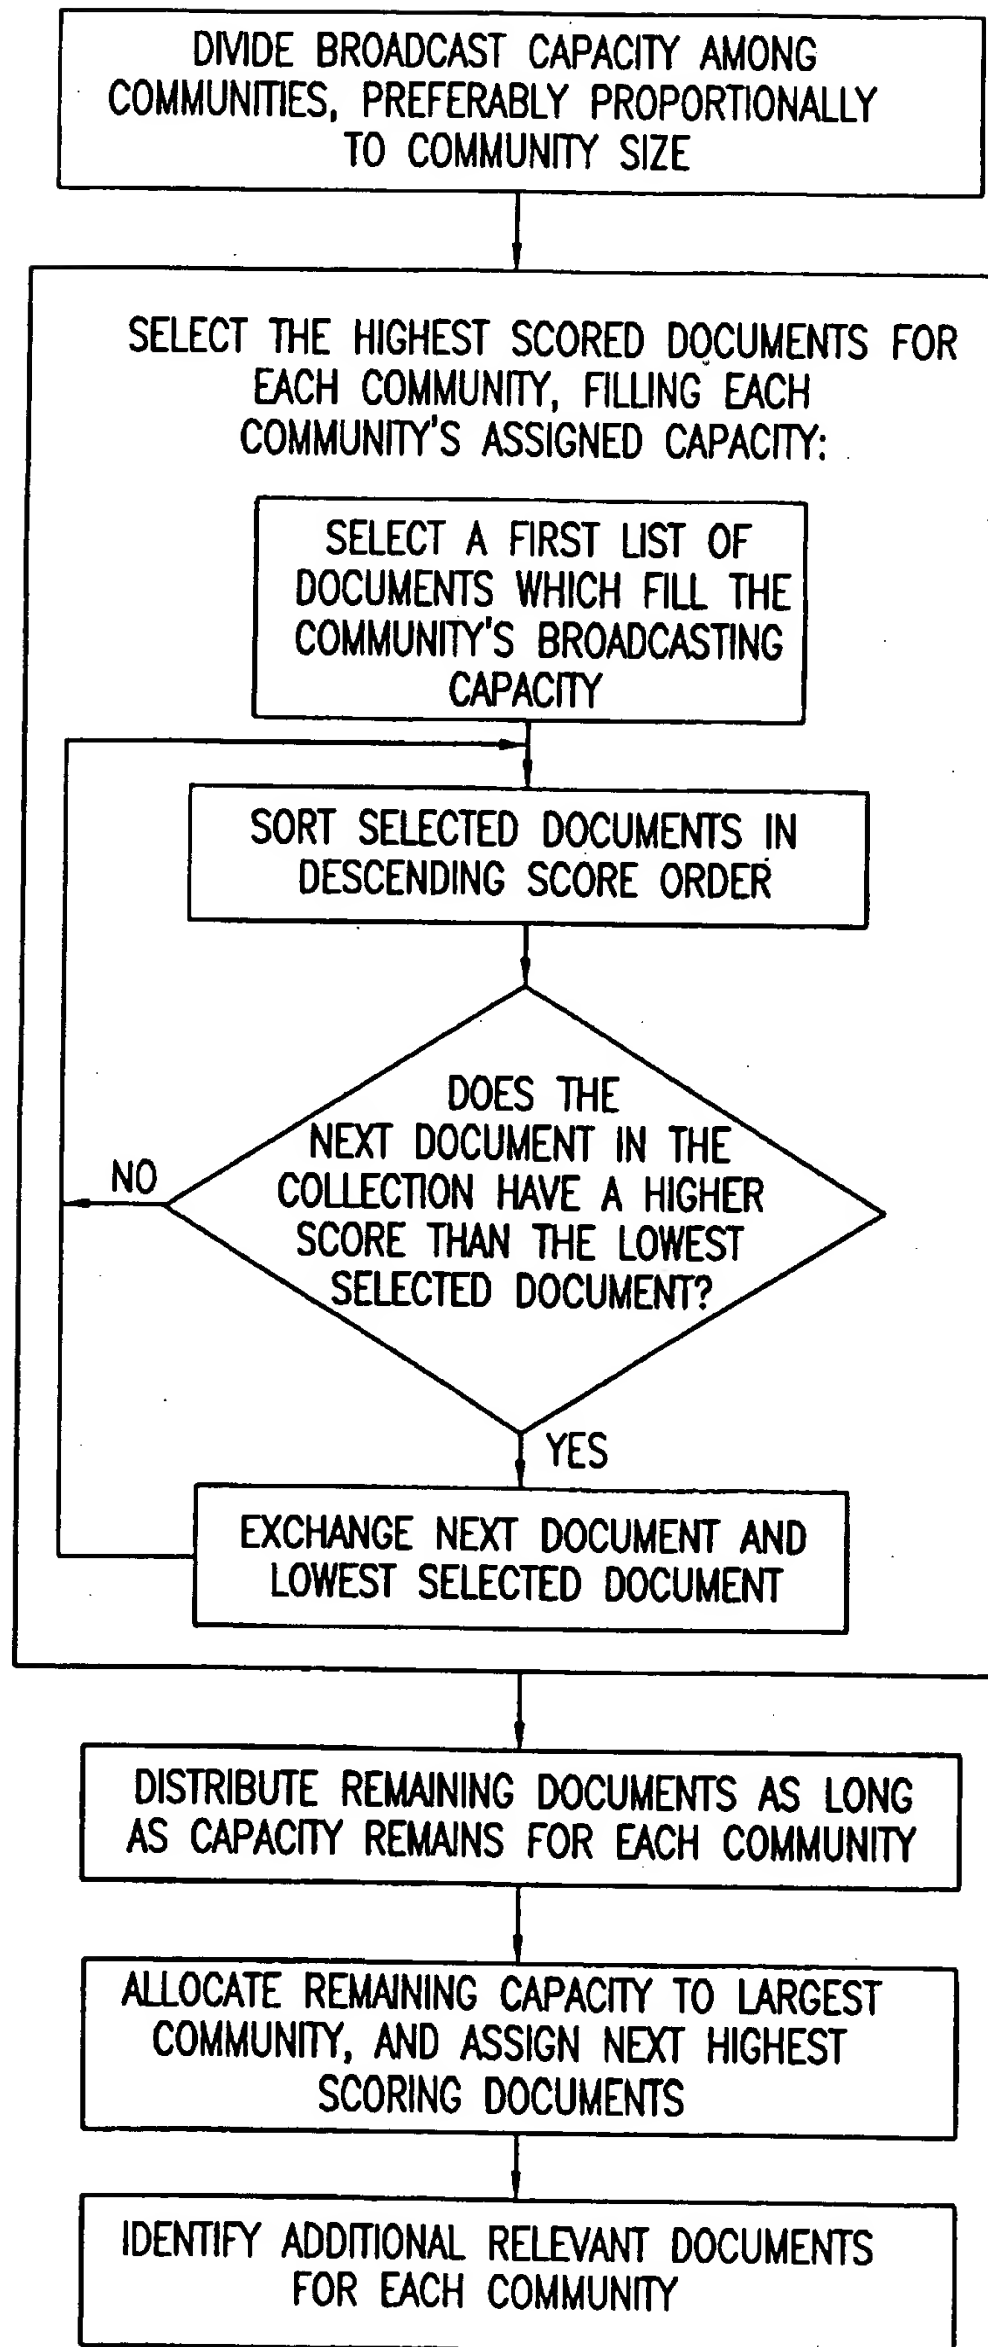 DIVIDE BROADCAST CAPACITY AMONG
COMMUNITIES, PREFERABLY PROPORTIONALLY
TO COMMUNITY SIZE
SELECT THE HIGHEST SCORED DOCUMENTS FOR
EACH COMMUNITY, FILLING EACH
COMMUNITY'S ASSIGNED CAPACITY:
SELECT A FIRST LIST OF
DOCUMENTS WHICH FILL THE
COMMUNITY'S BROADCASTING
CAPACITY
SORT SELECTED DOCUMENTS IN
DESCENDING SCORE ORDER
DOES THE
NEXT DOCUMENT IN THE
COLLECTION HAVE A HIGHER
SCORE THAN THE LOWEST
SELECTED DOCUMENT?
NO
YES
EXCHANGE NEXT DOCUMENT AND
LOWEST SELECTED DOCUMENT
DISTRIBUTE REMAINING DOCUMENTS AS LONG
AS CAPACITY REMAINS FOR EACH COMMUNITY
ALLOCATE REMAINING CAPACITY TO LARGEST
COMMUNITY, AND ASSIGN NEXT HIGHEST
SCORING DOCUMENTS
IDENTIFY ADDITIONAL RELEVANT DOCUMENTS
FOR EACH COMMUNITY